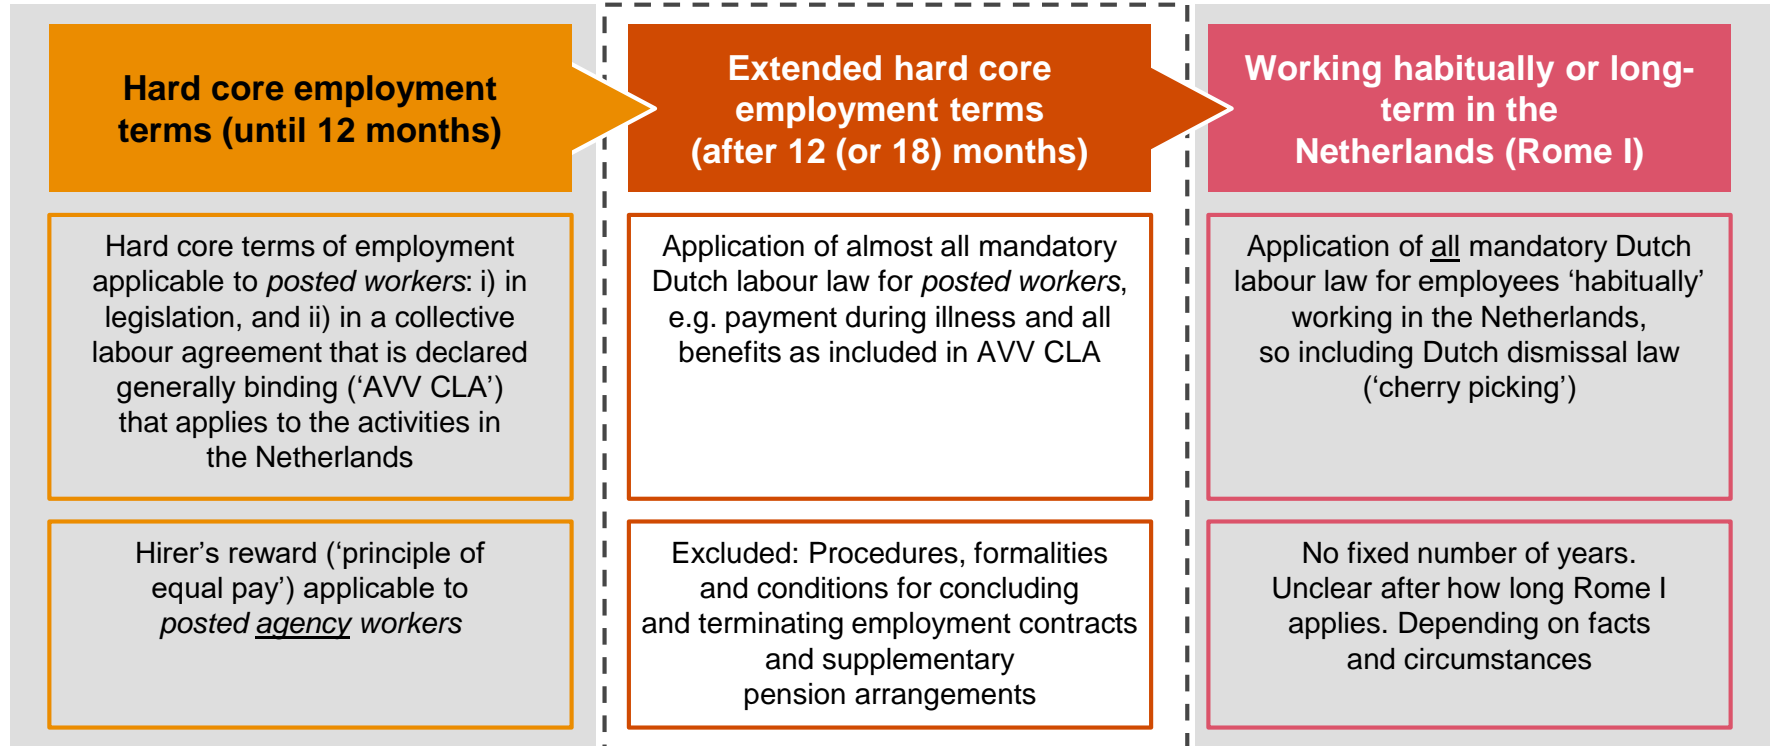 Hard core employment
terms (until 12 months)
Hard core terms of employment
applicable to posted workers: i) in
legislation, and ii) in a collective
labour agreement that is declared
generally binding (‘AVV CLA’)
that applies to the activities in
the Netherlands
Hirer’s reward (‘principle of
equal pay’) applicable to
posted agency workers
Extended hard core
employment terms
(after 12 (or 18) months)
Application of almost all mandatory
Dutch labour law for posted workers,
e.g. payment during illness and all
benefits as included in AVV CLA
Excluded: Procedures, formalities
and conditions for concluding
and terminating employment contracts
and supplementary
pension arrangements
Working habitually or long-
term in the
Netherlands (Rome I)
Application of all mandatory Dutch
labour law for employees ‘habitually’
working in the Netherlands,
so including Dutch dismissal law
(‘cherry picking’)
No fixed number of years.
Unclear after how long Rome I
applies. Depending on facts
and circumstances